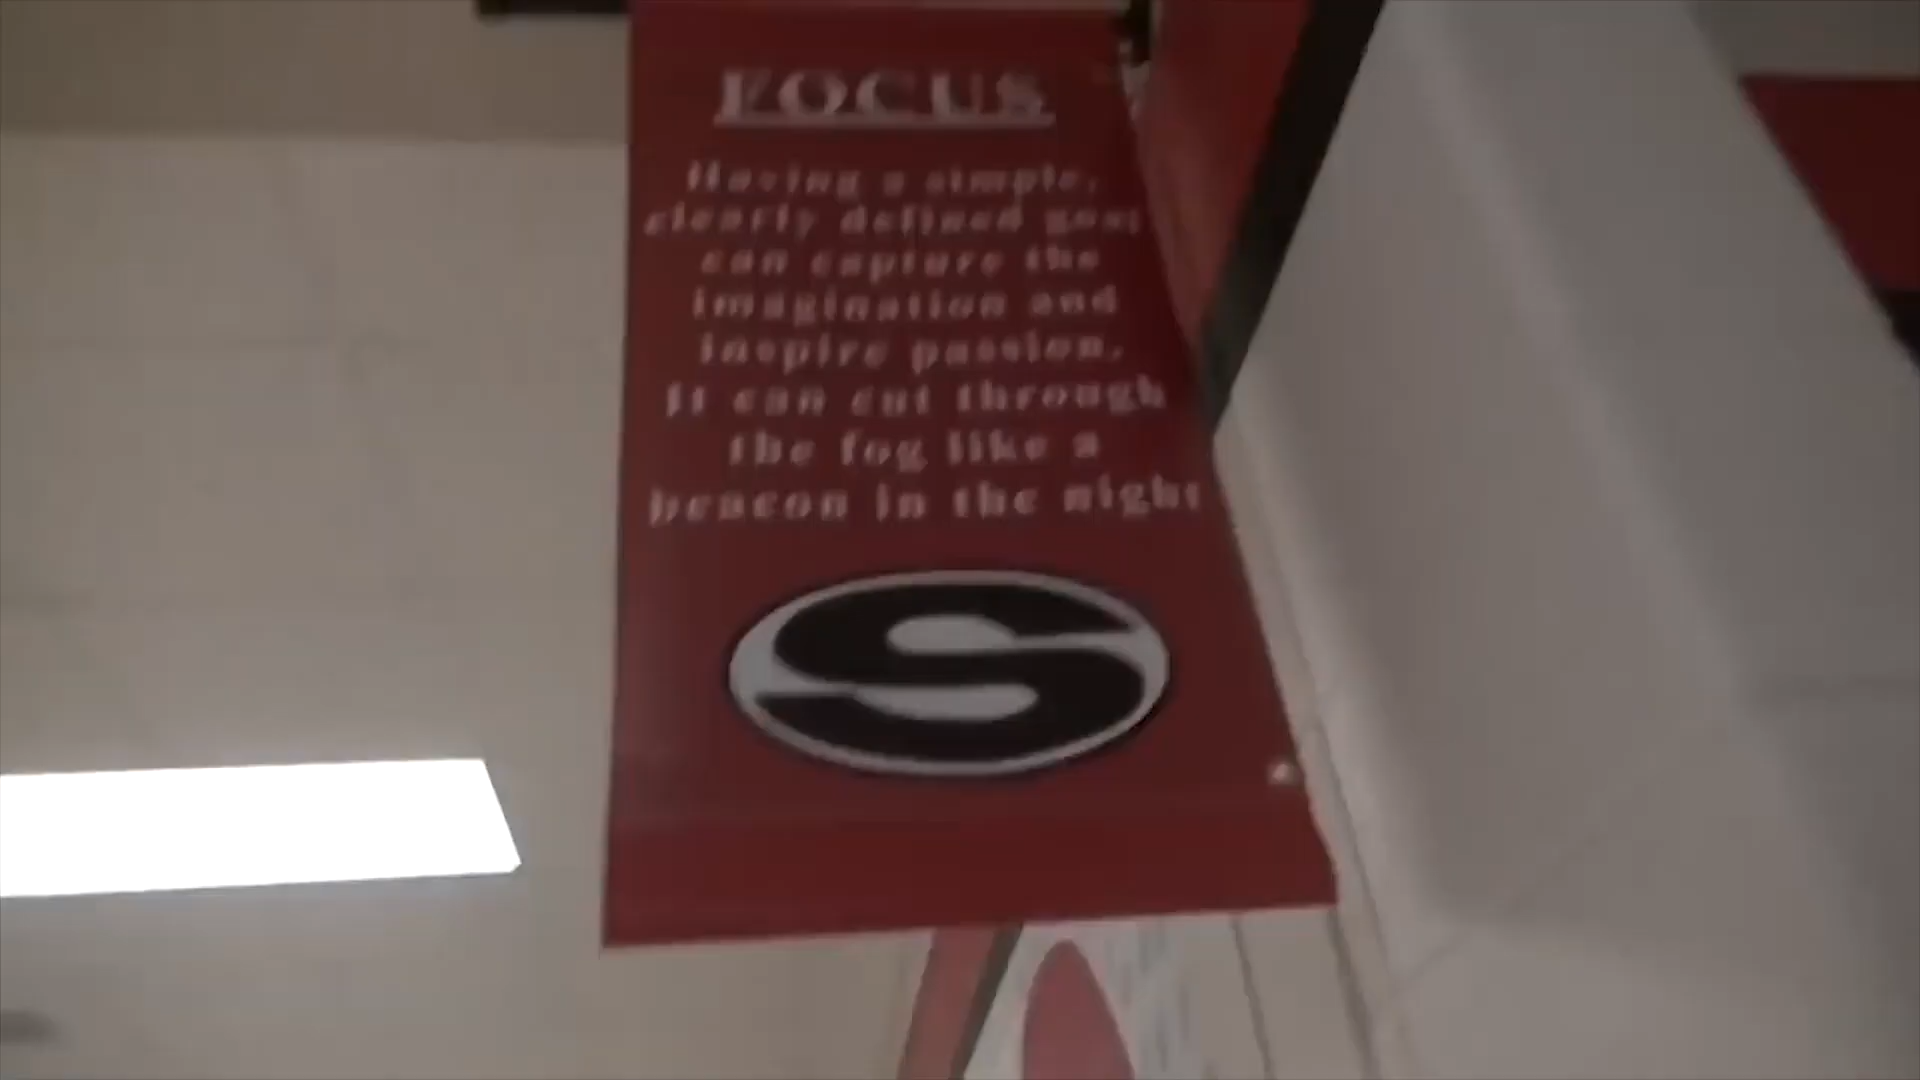 FOCUS
Having a simple,
clearly defined goal
can capture the
imagination and
inspire passion.
It can cut through
the fog like a
beacon in the night
S